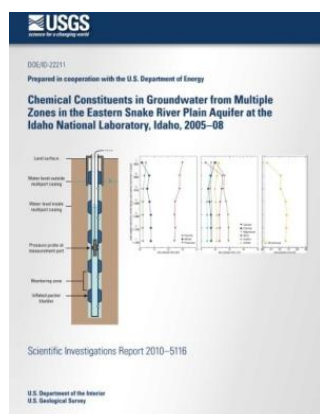 USGS
science for a changing world
DOE/ID-22211
Prepared in cooperation with the U.S. Department of Energy
Chemical Constituents in Groundwater from Multiple
Zones in the Eastern Snake River Plain Aquifer at the
Idaho National Laboratory, Idaho, 2005–08
Land surface
Water level outside
multiport casing
Water level inside
multiport casing
Pressure probe at
measurement port
Monitoring zone
Inflated packer
bladder
Scientific Investigations Report 2010–5116
U.S. Department of the Interior
U.S. Geological Survey